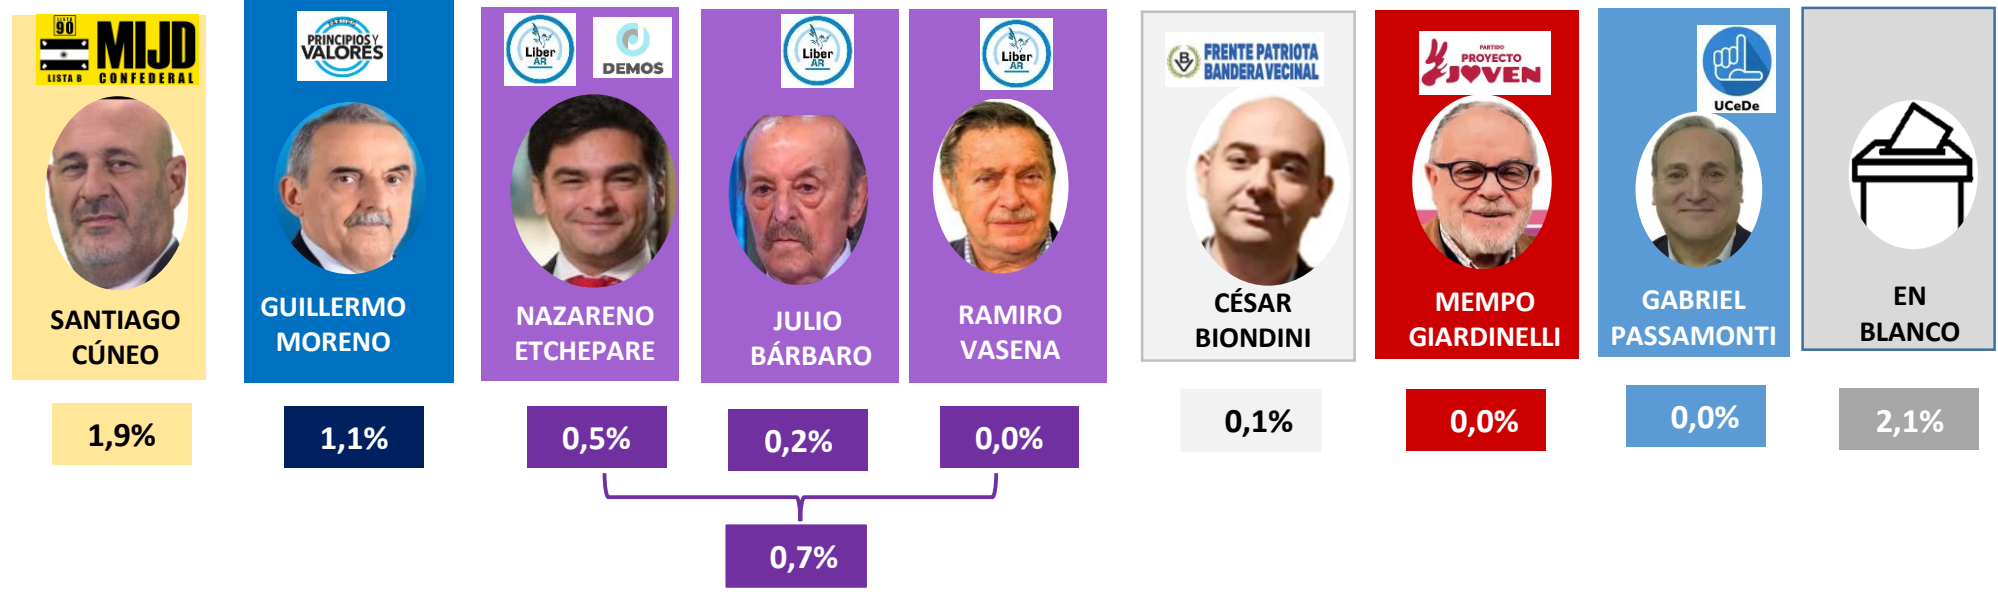 LISTA
90
MIJD
LISTA B
CONFEDERAL
SANTIAGO
CÚNEO
1,9%
PARTIDO
PRINCIPIOS Y
VALORES
GUILLERMO
MORENO
1,1%
Liber
AR
DEMOS
NAZARENO
ETCHEPARE
0,5%
Liber
AR
JULIO
BÁRBARO
0,2%
Liber
AR
RAMIRO
VASENA
0,0%
0,7%
B
V
FRENTE PATRIOTA
BANDERA VECINAL
CÉSAR
BIONDINI
0,1%
PARTIDO
PROYECTO
JOVEN
MEMPO
GIARDINELLI
0,0%
UCeDe
GABRIEL
PASSAMONTI
0,0%
EN
BLANCO
2,1%